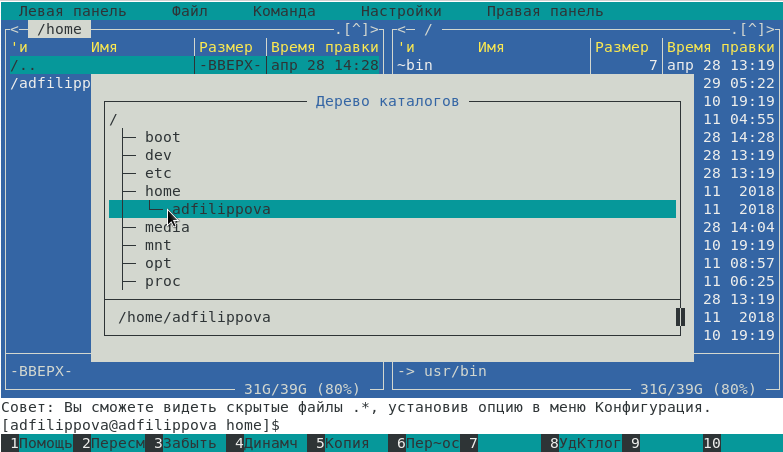 Левая панель Файл Команда Настройки Правая панель
<─ /home .[^]> <─ / .[^]>
'и Имя Размер Время правки 'и Имя Размер Время правки
/.. -ВВЕРХ- апр 28 14:28 ~bin 7 апр 28 13:19
/adfilipp 29 05:22
Дерево каталогов 10 19:19
/ 11 04:55
boot 28 14:28
dev 28 13:19
etc 28 13:19
home 11 2018
adfilippova 11 2018
media 28 14:04
mnt 10 19:19
opt 11 08:57
proc 11 06:25
28 13:19
/home/adfilippova 11 2018
10 19:19
-ВВЕРХ- -> usr/bin
31G/39G (80%) 31G/39G (80%)
Совет: Вы сможете видеть скрытые файлы .*, установив опцию в меню Конфигурация.
[adfilippova@adfilippova home]$
1Помощь 2Пересм 3Забыть 4Динамч 5Копия 6Пер~ос 7 8УдКтлог 9 10